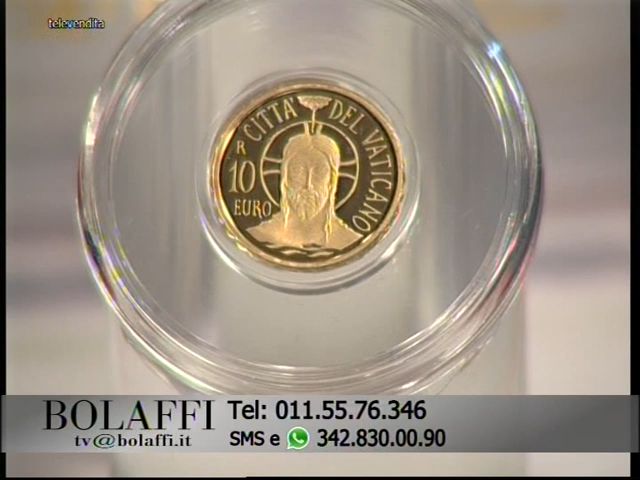 televendita
CITTA' DEL VATICANO
R
10
EURO
BOLAFFI
tv@bolaffi.it
Tel: 011.55.76.346
SMS e 342.830.00.90